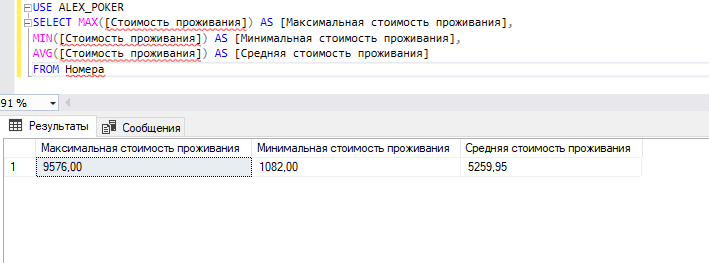 USE ALEX_POKER
SELECT MAX([Стоимость проживания]) AS [Максимальная стоимость проживания],
MIN([Стоимость проживания]) AS [Минимальная стоимость проживания],
AVG([Стоимость проживания]) AS [Средняя стоимость проживания]
FROM Номера
91 %
Результаты Сообщения
Максимальная стоимость проживания Минимальная стоимость проживания Средняя стоимость проживания
1 9576,00 1082,00 5259,95